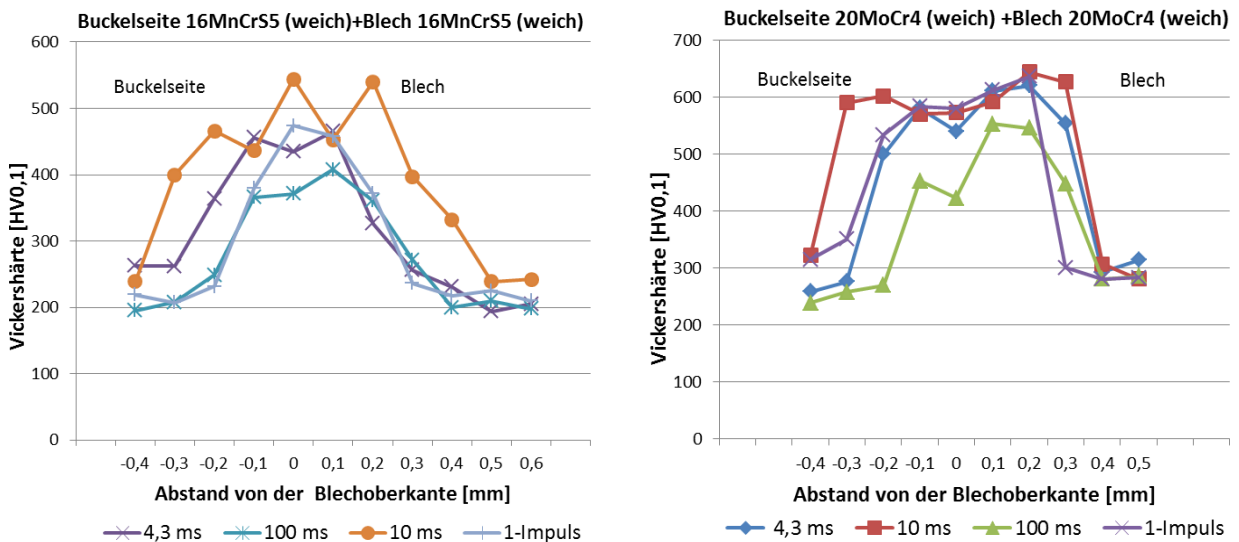 Buckelseite 16MnCrS5 (weich)+Blech 16MnCrS5 (weich)
600
500
400
300
200
100
0
Vickershärte [HV0,1]
Buckelseite
Blech
-0,4 -0,3 -0,2 -0,1 0 0,1 0,2 0,3 0,4 0,5 0,6
Abstand von der Blechoberkante [mm]
4,3 ms 100 ms 10 ms 1-Impuls
Buckelseite 20MoCr4 (weich) +Blech 20MoCr4 (weich)
700
600
500
400
300
200
100
0
Vickershärte [HV0,1]
Buckelseite
Blech
-0,4 -0,3 -0,2 -0,1 0 0,1 0,2 0,3 0,4 0,5
Abstand von der Blechoberkante [mm]
4,3 ms 10 ms 100 ms 1-Impuls